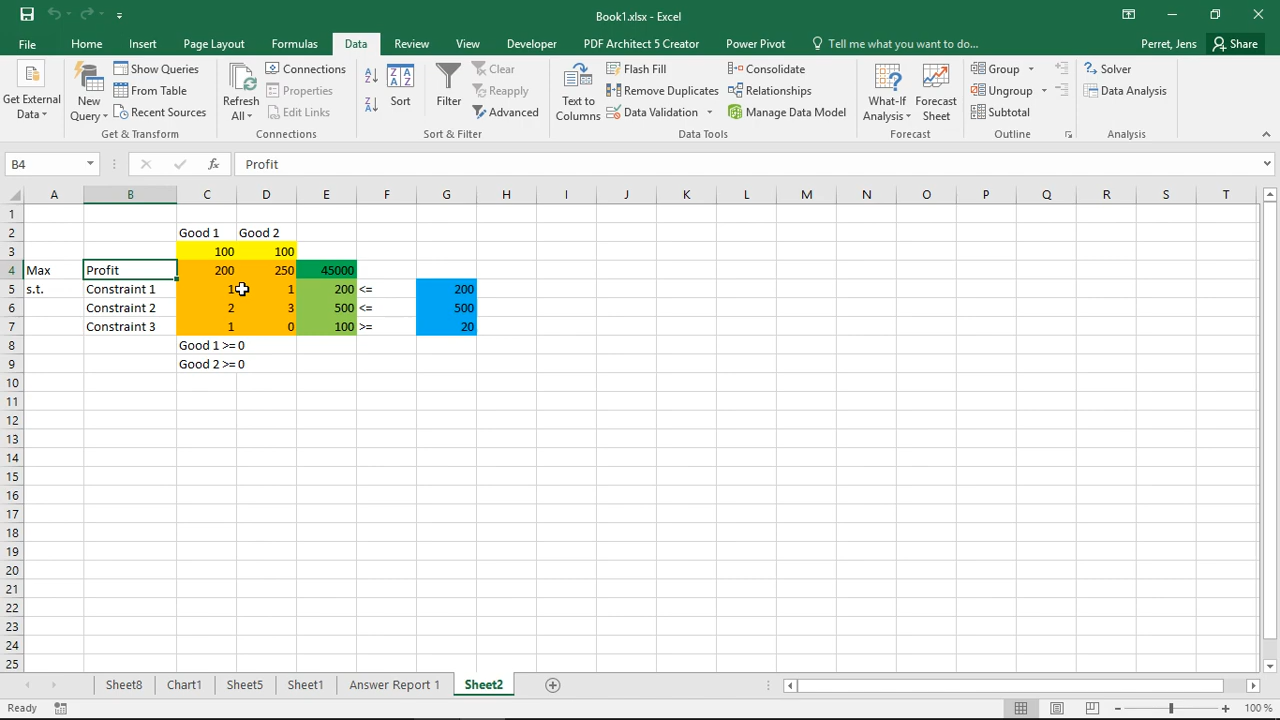 Book1.xlsx - Excel
File Home Insert Page Layout Formulas Data Review View Developer PDF Architect 5 Creator Power Pivot Tell me what you want to do... Perret, Jens Share
Get External Data
New Query
Show Queries
From Table
Recent Sources
Get & Transform
Refresh All
Connections
Properties
Edit Links
Connections
Sort
Filter
Clear
Reapply
Advanced
Sort & Filter
Text to Columns
Flash Fill
Remove Duplicates
Data Validation
Consolidate
Relationships
Manage Data Model
Data Tools
What-If Analysis
Forecast Sheet
Forecast
Group
Ungroup
Subtotal
Outline
Solver
Data Analysis
Analysis
B4 fx Profit
A B C D E F G H I J K L M N O P Q R S T
1
2 Good 1 Good 2
3 100 100
4 Max Profit 200 250 45000
5 s.t. Constraint 1 1 1 200 <= 200
6 Constraint 2 2 3 500 <= 500
7 Constraint 3 1 0 100 >= 20
8 Good 1 >= 0
9 Good 2 >= 0
10
11
12
13
14
15
16
17
18
19
20
21
22
23
24
25
Sheet8 Chart1 Sheet5 Sheet1 Answer Report 1 Sheet2
Ready 100 %